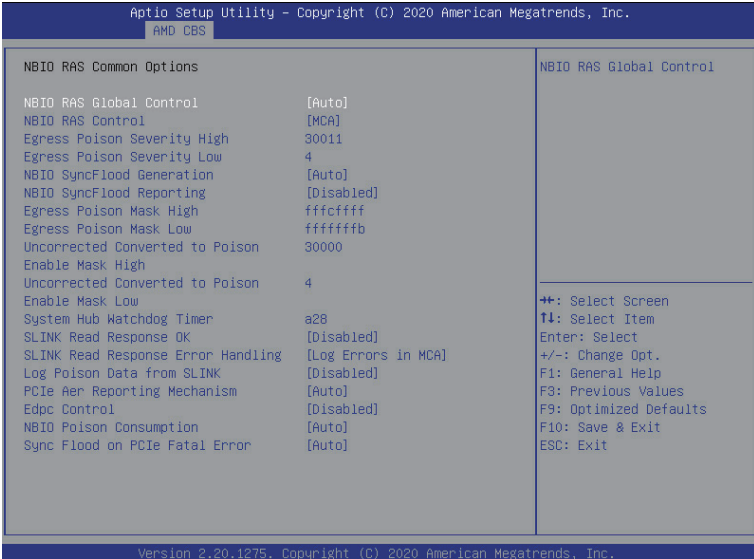 Aptio Setup Utility – Copyright (C) 2020 American Megatrends, Inc.
AMD CBS
NBIO RAS Common Options
NBIO RAS Global Control [Auto]
NBIO RAS Control [MCA]
Egress Poison Severity High 30011
Egress Poison Severity Low 4
NBIO SyncFlood Generation [Auto]
NBIO SyncFlood Reporting [Disabled]
Egress Poison Mask High fffcffff
Egress Poison Mask Low fffffffb
Uncorrected Converted to Poison 30000
Enable Mask High
Uncorrected Converted to Poison 4
Enable Mask Low
System Hub Watchdog Timer a28
SLINK Read Response OK [Disabled]
SLINK Read Response Error Handling [Log Errors in MCA]
Log Poison Data from SLINK [Disabled]
PCIe Aer Reporting Mechanism [Auto]
Edpc Control [Disabled]
NBIO Poison Consumption [Auto]
Sync Flood on PCIe Fatal Error [Auto]
NBIO RAS Global Control
→←: Select Screen
↑↓: Select Item
Enter: Select
+/-: Change Opt.
F1: General Help
F3: Previous Values
F9: Optimized Defaults
F10: Save & Exit
ESC: Exit
Version 2.20.1275. Copyright (C) 2020 American Megatrends, Inc.